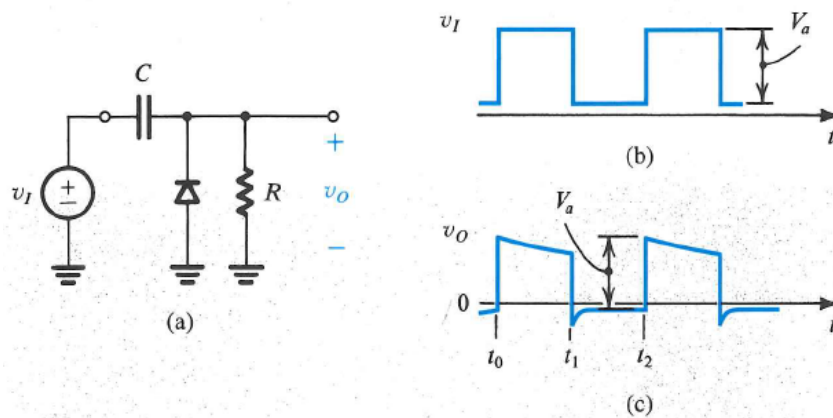 C
v_I
+
−
R
+
v_O
−
(a)
v_I
V_a
t
(b)
v_O
V_a
0
t
t_0
t_1
t_2
(c)